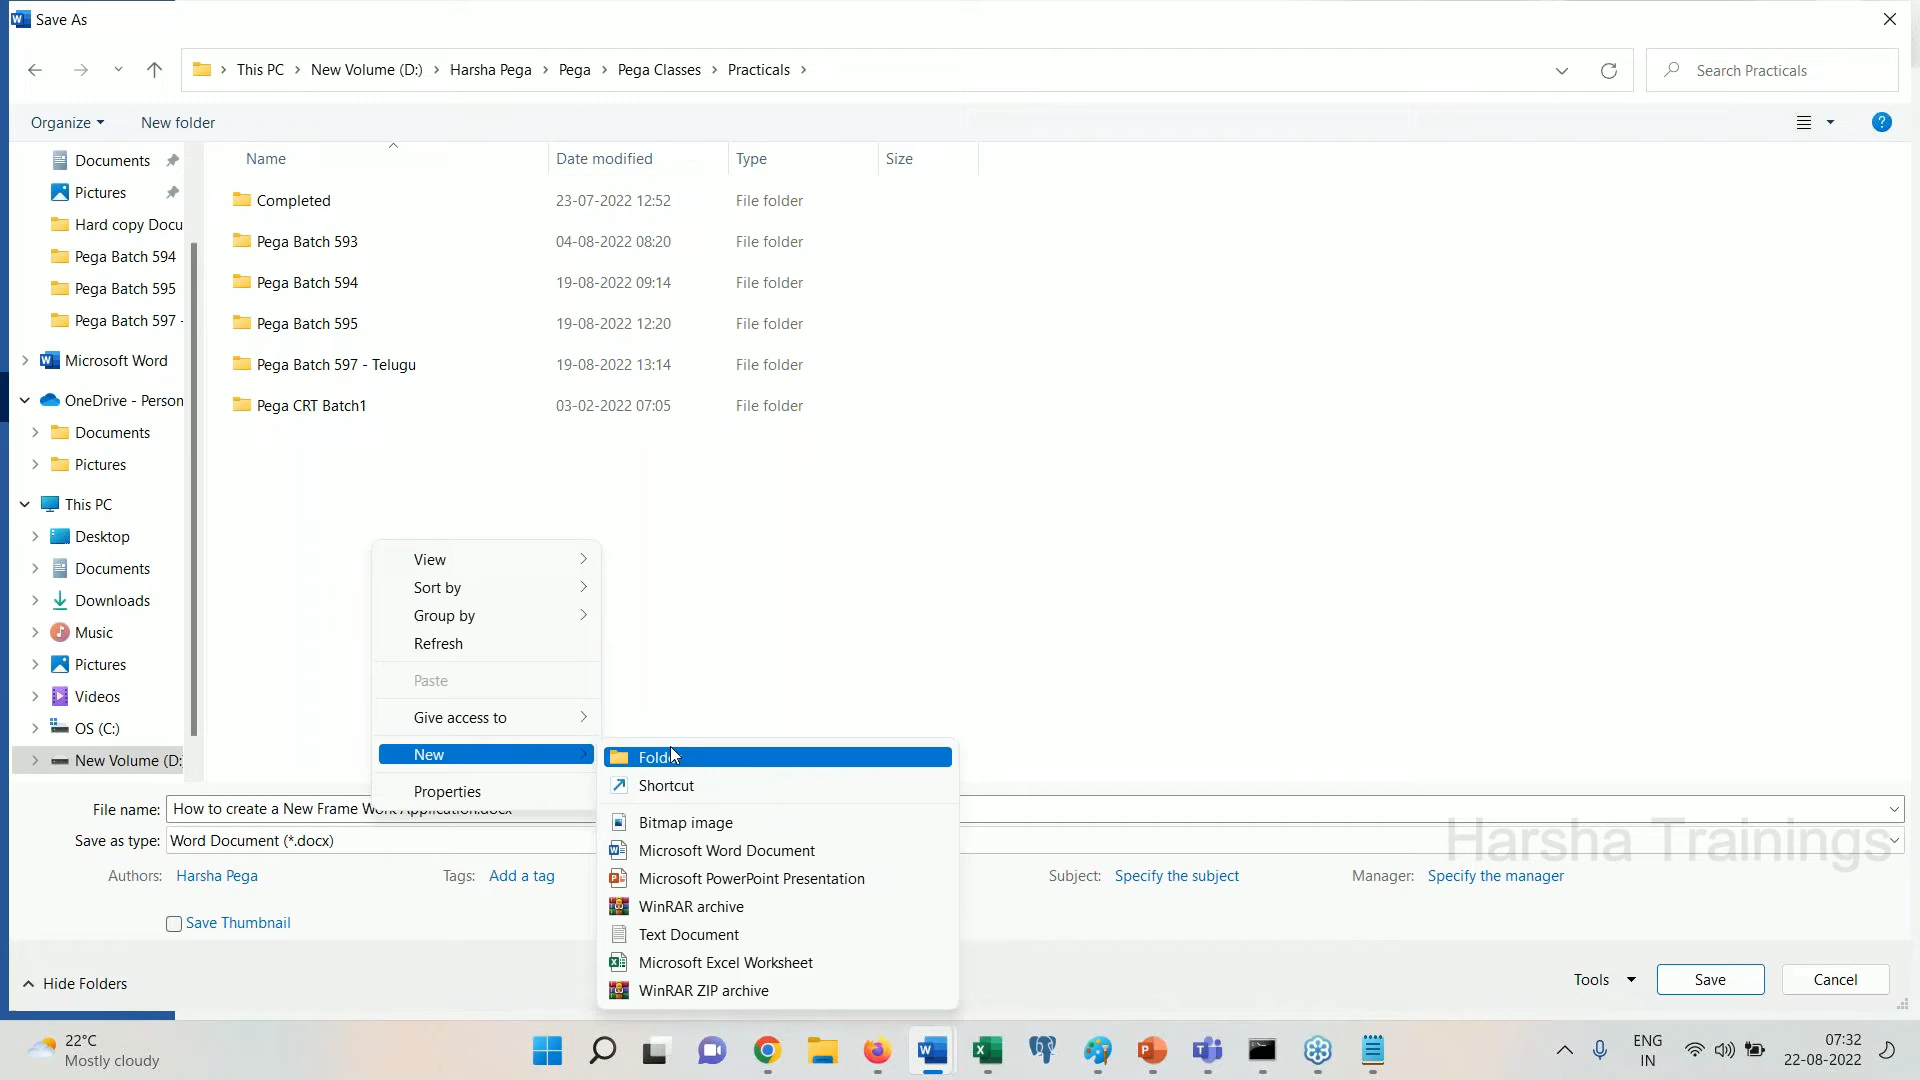 Save As
This PC
New Volume (D:)
Harsha Pega
Pega
Pega Classes
Practicals
Search Practicals
Organize
New folder
Name
Date modified
Type
Size
Documents
Pictures
Hard copy Docu
Pega Batch 594
Pega Batch 595
Pega Batch 597 -
Microsoft Word
OneDrive - Person
Documents
Pictures
This PC
Desktop
Documents
Downloads
Music
Pictures
Videos
OS (C:)
New Volume (D:
Completed 23-07-2022 12:52 File folder
Pega Batch 593 04-08-2022 08:20 File folder
Pega Batch 594 19-08-2022 09:14 File folder
Pega Batch 595 19-08-2022 12:20 File folder
Pega Batch 597 - Telugu 19-08-2022 13:14 File folder
Pega CRT Batch1 03-02-2022 07:05 File folder
View
Sort by
Group by
Refresh
Paste
Give access to
New
Properties
Folder
Shortcut
Bitmap image
Microsoft Word Document
Microsoft PowerPoint Presentation
WinRAR archive
Text Document
Microsoft Excel Worksheet
WinRAR ZIP archive
File name: How to create a New Frame Work Application.docx
Save as type: Word Document (*.docx)
Harsha Trainings
Authors: Harsha Pega
Tags: Add a tag
Subject: Specify the subject
Manager: Specify the manager
Save Thumbnail
Hide Folders
Tools
Save
Cancel
22°C
Mostly cloudy
ENG
IN
07:32
22-08-2022